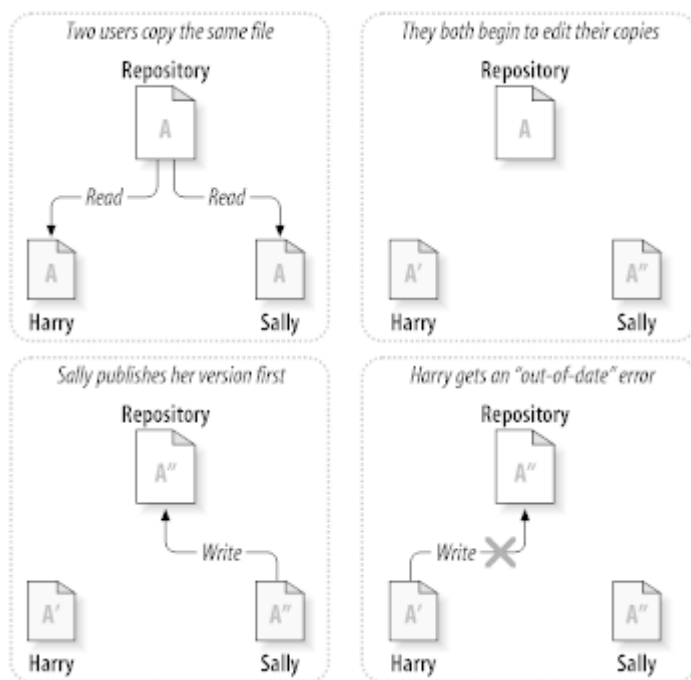 Two users copy the same file
Repository
A
Read Read
A A
Harry Sally
They both begin to edit their copies
Repository
A
A′ A″
Harry Sally
Sally publishes her version first
Repository
A″
Write
A′ A″
Harry Sally
Harry gets an “out-of-date” error
Repository
A″
Write
A′ A″
Harry Sally